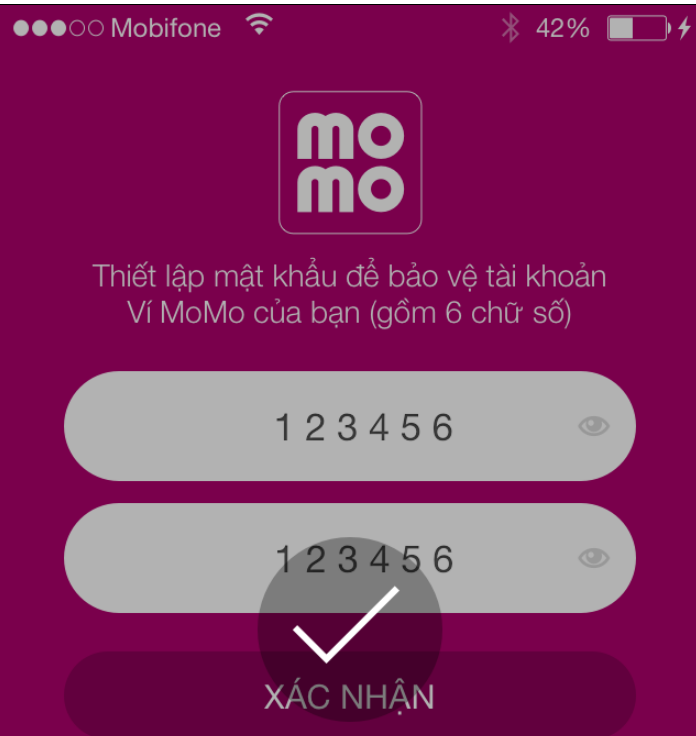 Mobifone 42%
mo
mo
Thiết lập mật khẩu để bảo vệ tài khoản
Ví MoMo của bạn (gồm 6 chữ số)
1 2 3 4 5 6
1 2 3 4 5 6
XÁC NHẬN